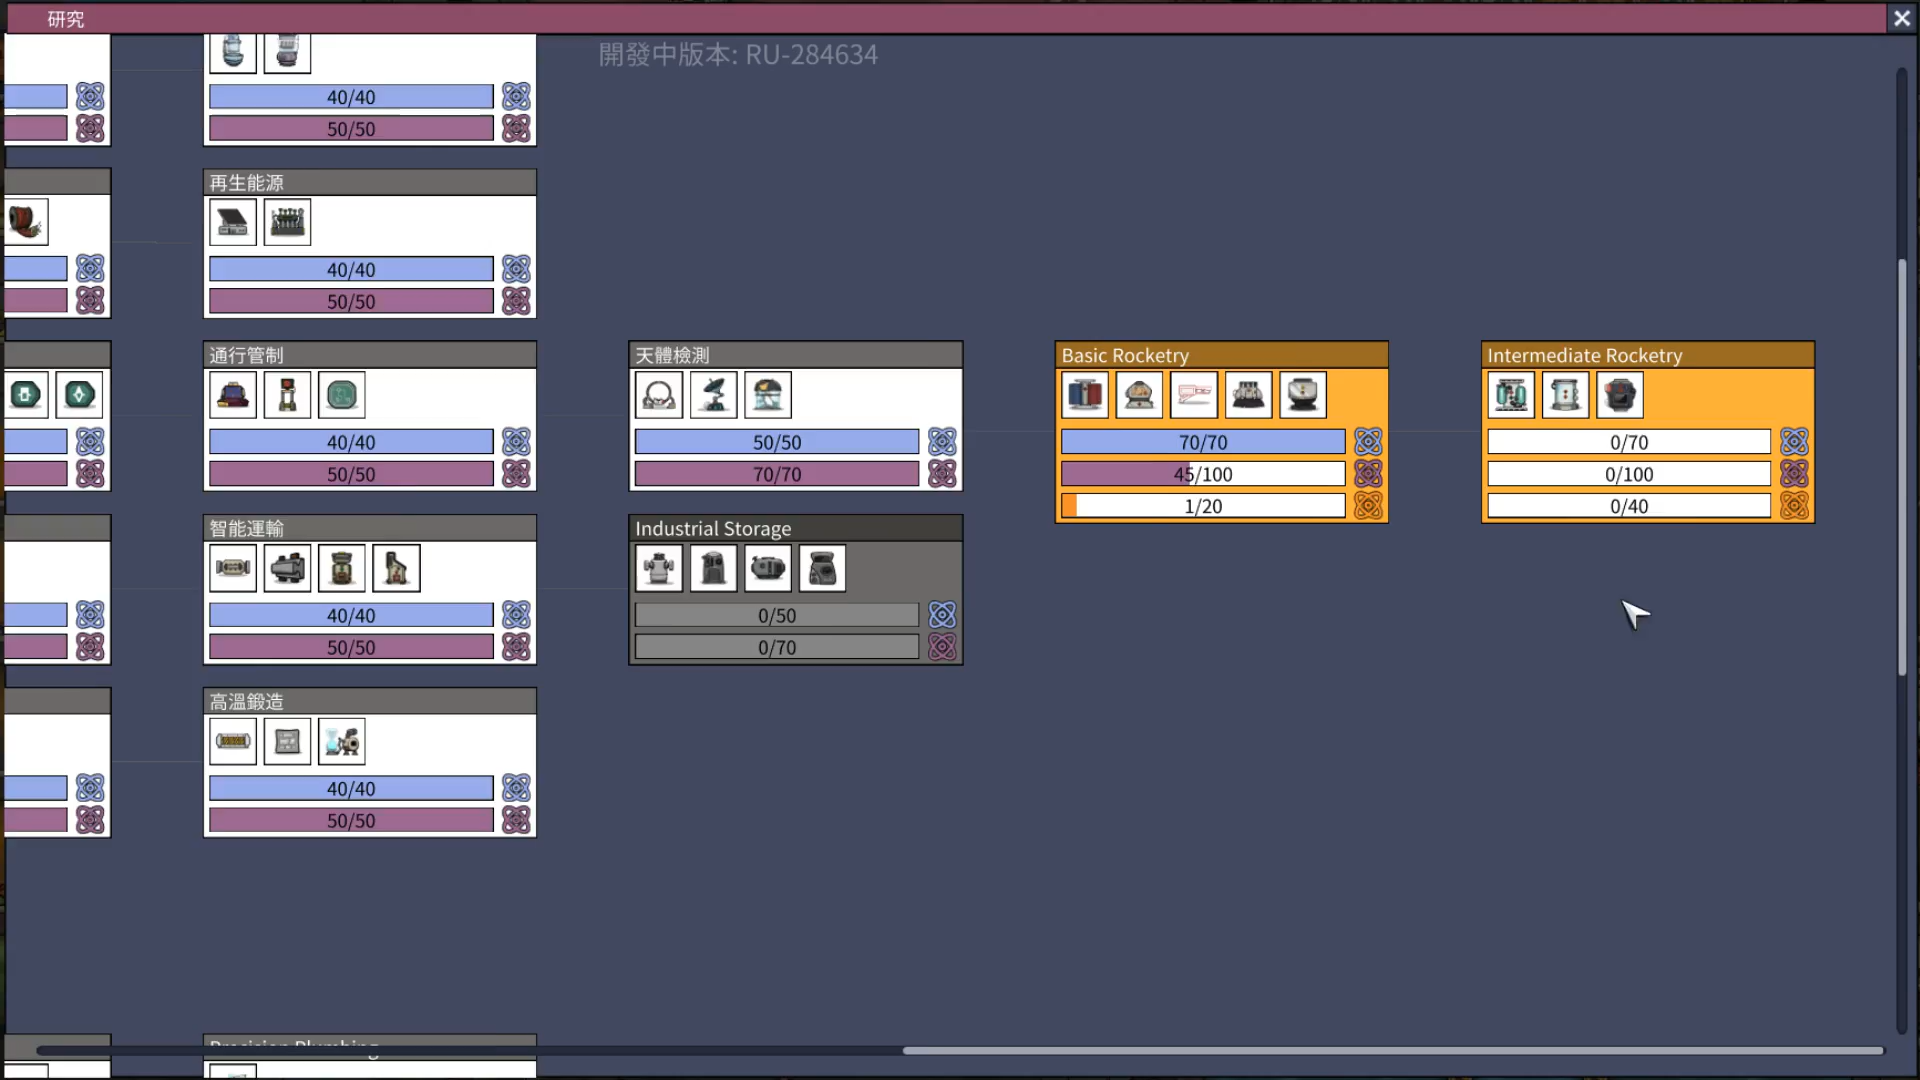 研究
開發中版本: RU-284634
40/40
50/50
再生能源
40/40
50/50
通行管制
40/40
50/50
天體檢測
50/50
70/70
Basic Rocketry
70/70
45/100
1/20
Intermediate Rocketry
0/70
0/100
0/40
智能運輸
40/40
50/50
Industrial Storage
0/50
0/70
高溫鍛造
40/40
50/50
Precision Plumbing